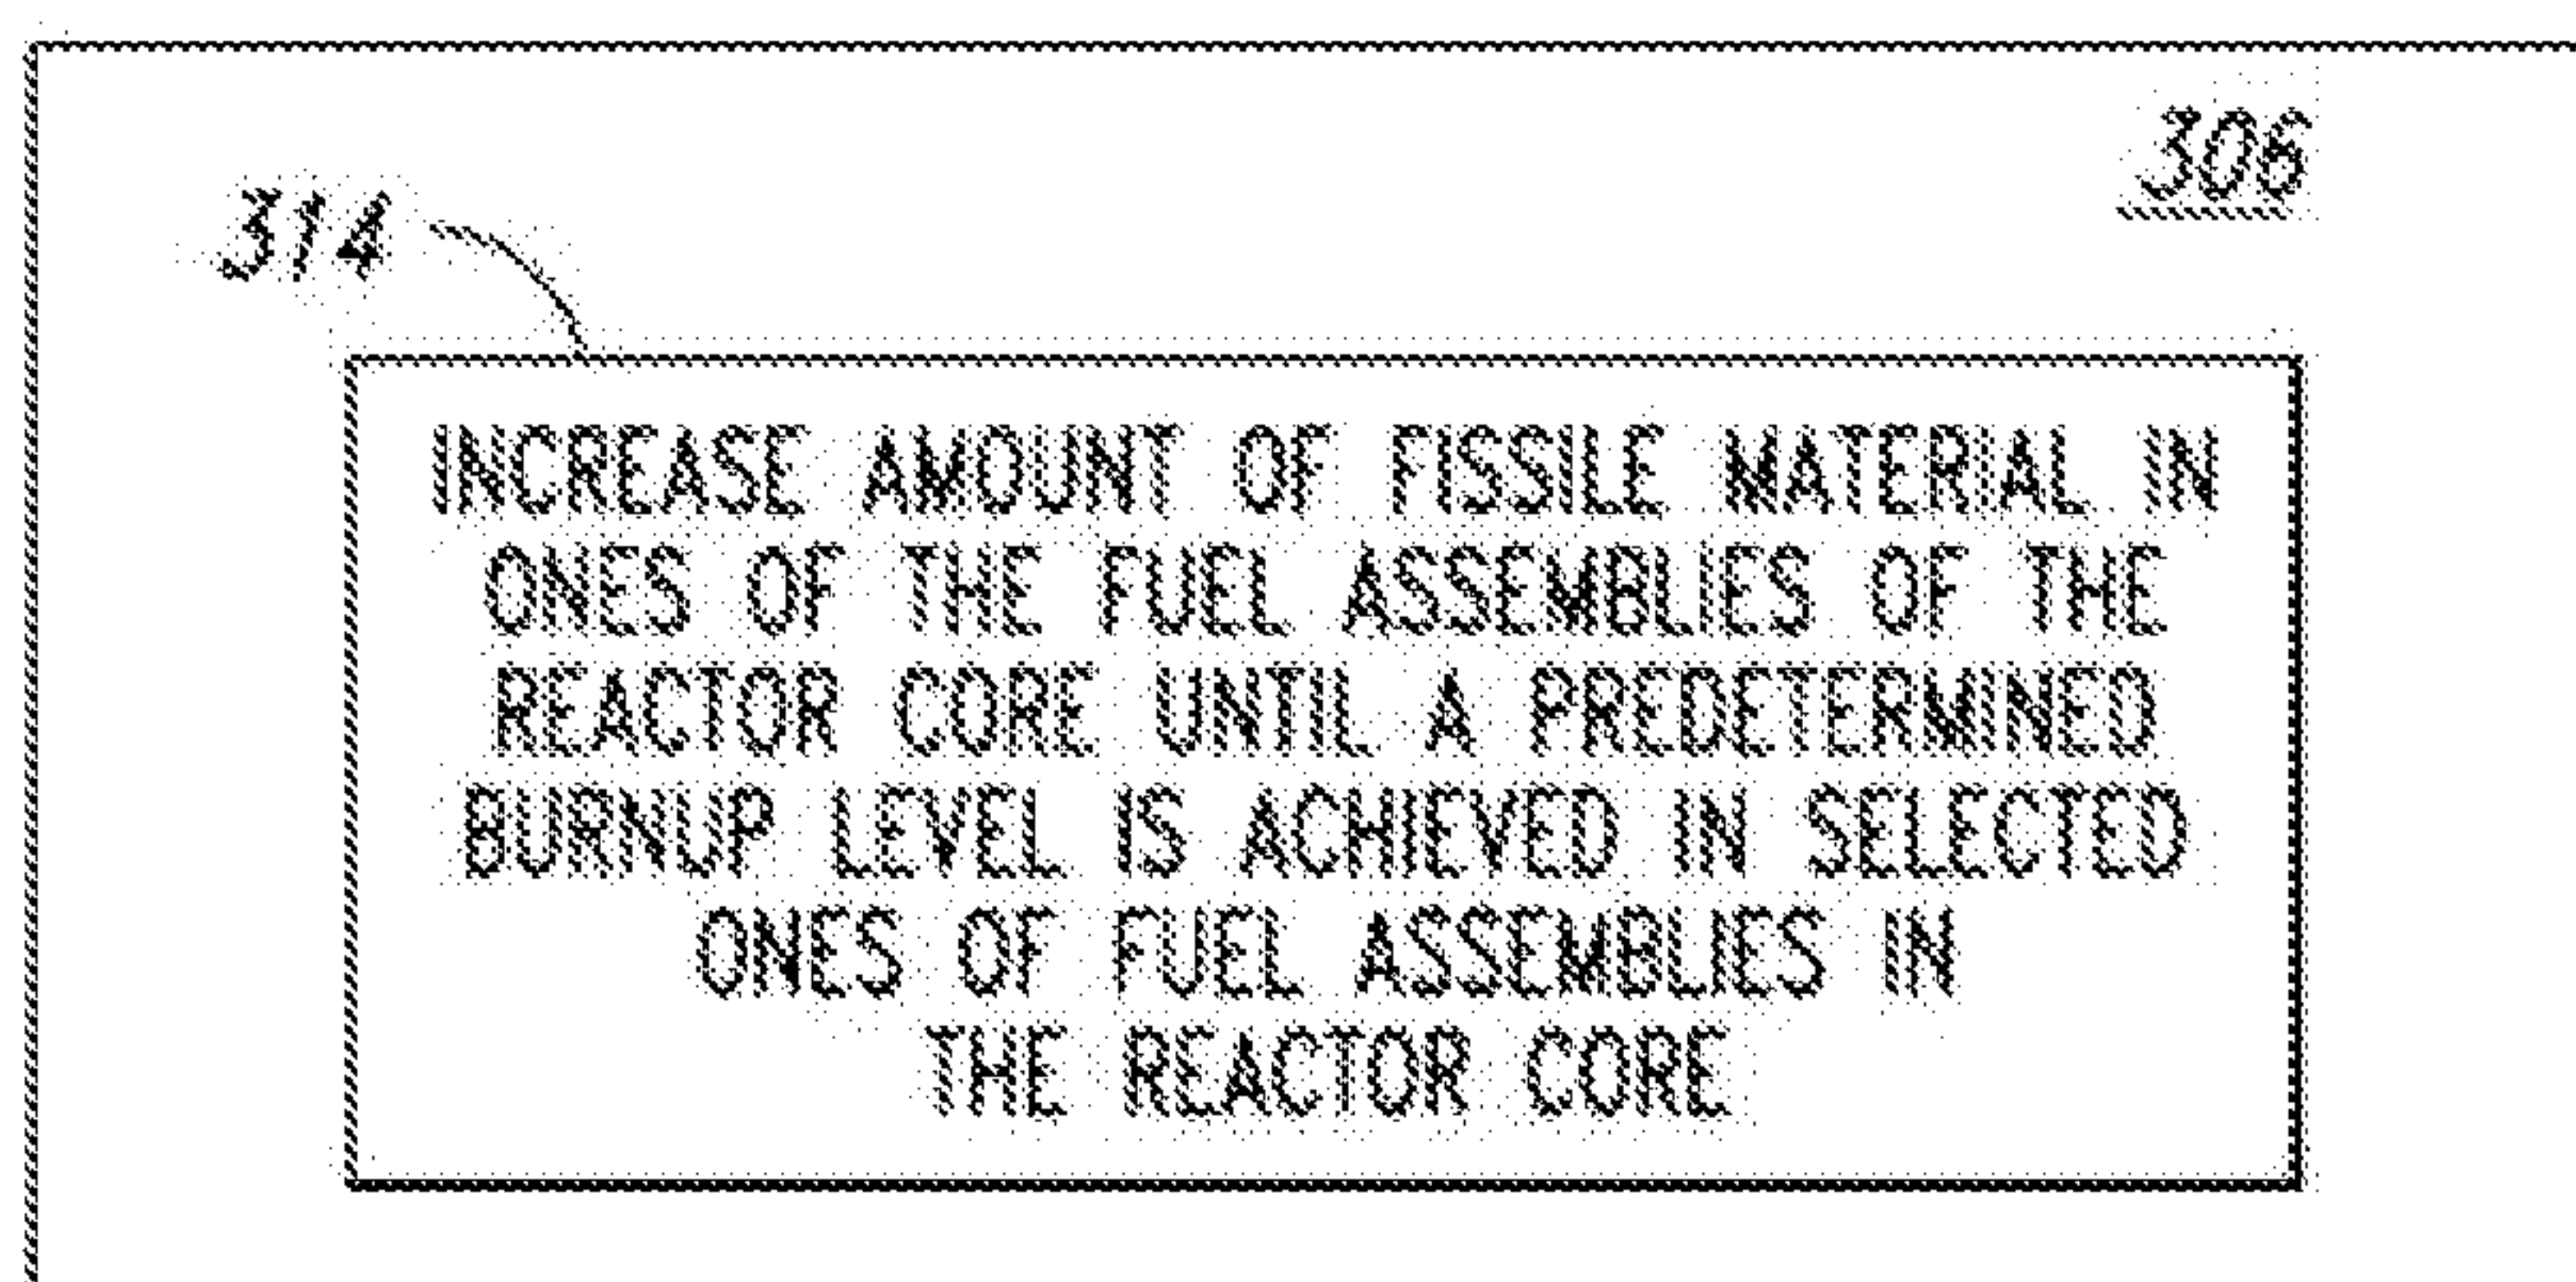 306
314
INCREASE AMOUNT OF FISSILE MATERIAL IN
ONES OF THE FUEL ASSEMBLIES OF THE
REACTOR CORE UNTIL A PREDETERMINED
BURNUP LEVEL IS ACHIEVED IN SELECTED
ONES OF FUEL ASSEMBLIES IN
THE REACTOR CORE